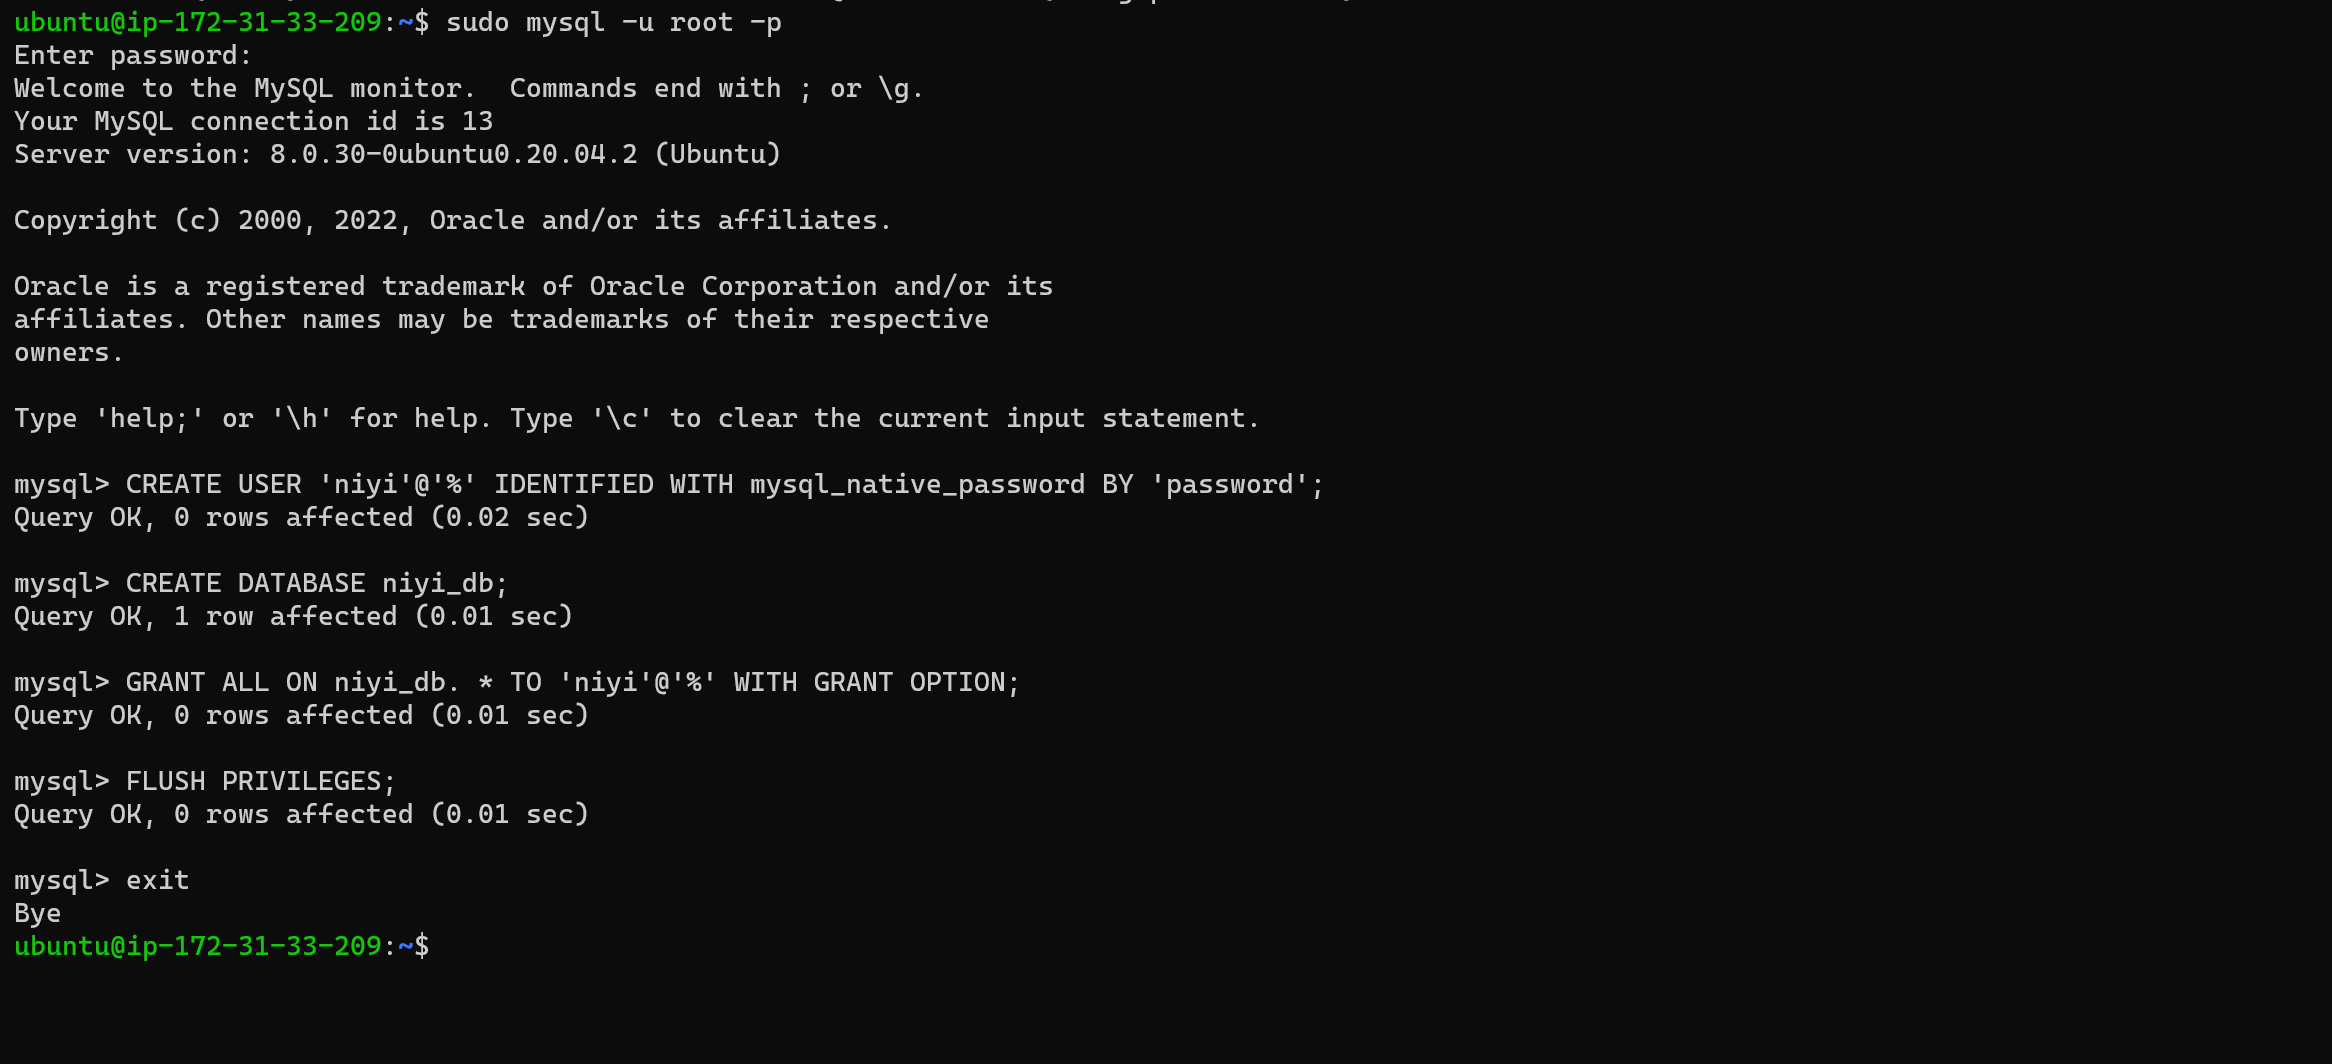 ubuntu@ip-172-31-33-209:~$ sudo mysql -u root -p
Enter password:
Welcome to the MySQL monitor.  Commands end with ; or \g.
Your MySQL connection id is 13
Server version: 8.0.30-0ubuntu0.20.04.2 (Ubuntu)

Copyright (c) 2000, 2022, Oracle and/or its affiliates.

Oracle is a registered trademark of Oracle Corporation and/or its
affiliates. Other names may be trademarks of their respective
owners.

Type 'help;' or '\h' for help. Type '\c' to clear the current input statement.

mysql> CREATE USER 'niyi'@'%' IDENTIFIED WITH mysql_native_password BY 'password';
Query OK, 0 rows affected (0.02 sec)

mysql> CREATE DATABASE niyi_db;
Query OK, 1 row affected (0.01 sec)

mysql> GRANT ALL ON niyi_db. * TO 'niyi'@'%' WITH GRANT OPTION;
Query OK, 0 rows affected (0.01 sec)

mysql> FLUSH PRIVILEGES;
Query OK, 0 rows affected (0.01 sec)

mysql> exit
Bye
ubuntu@ip-172-31-33-209:~$